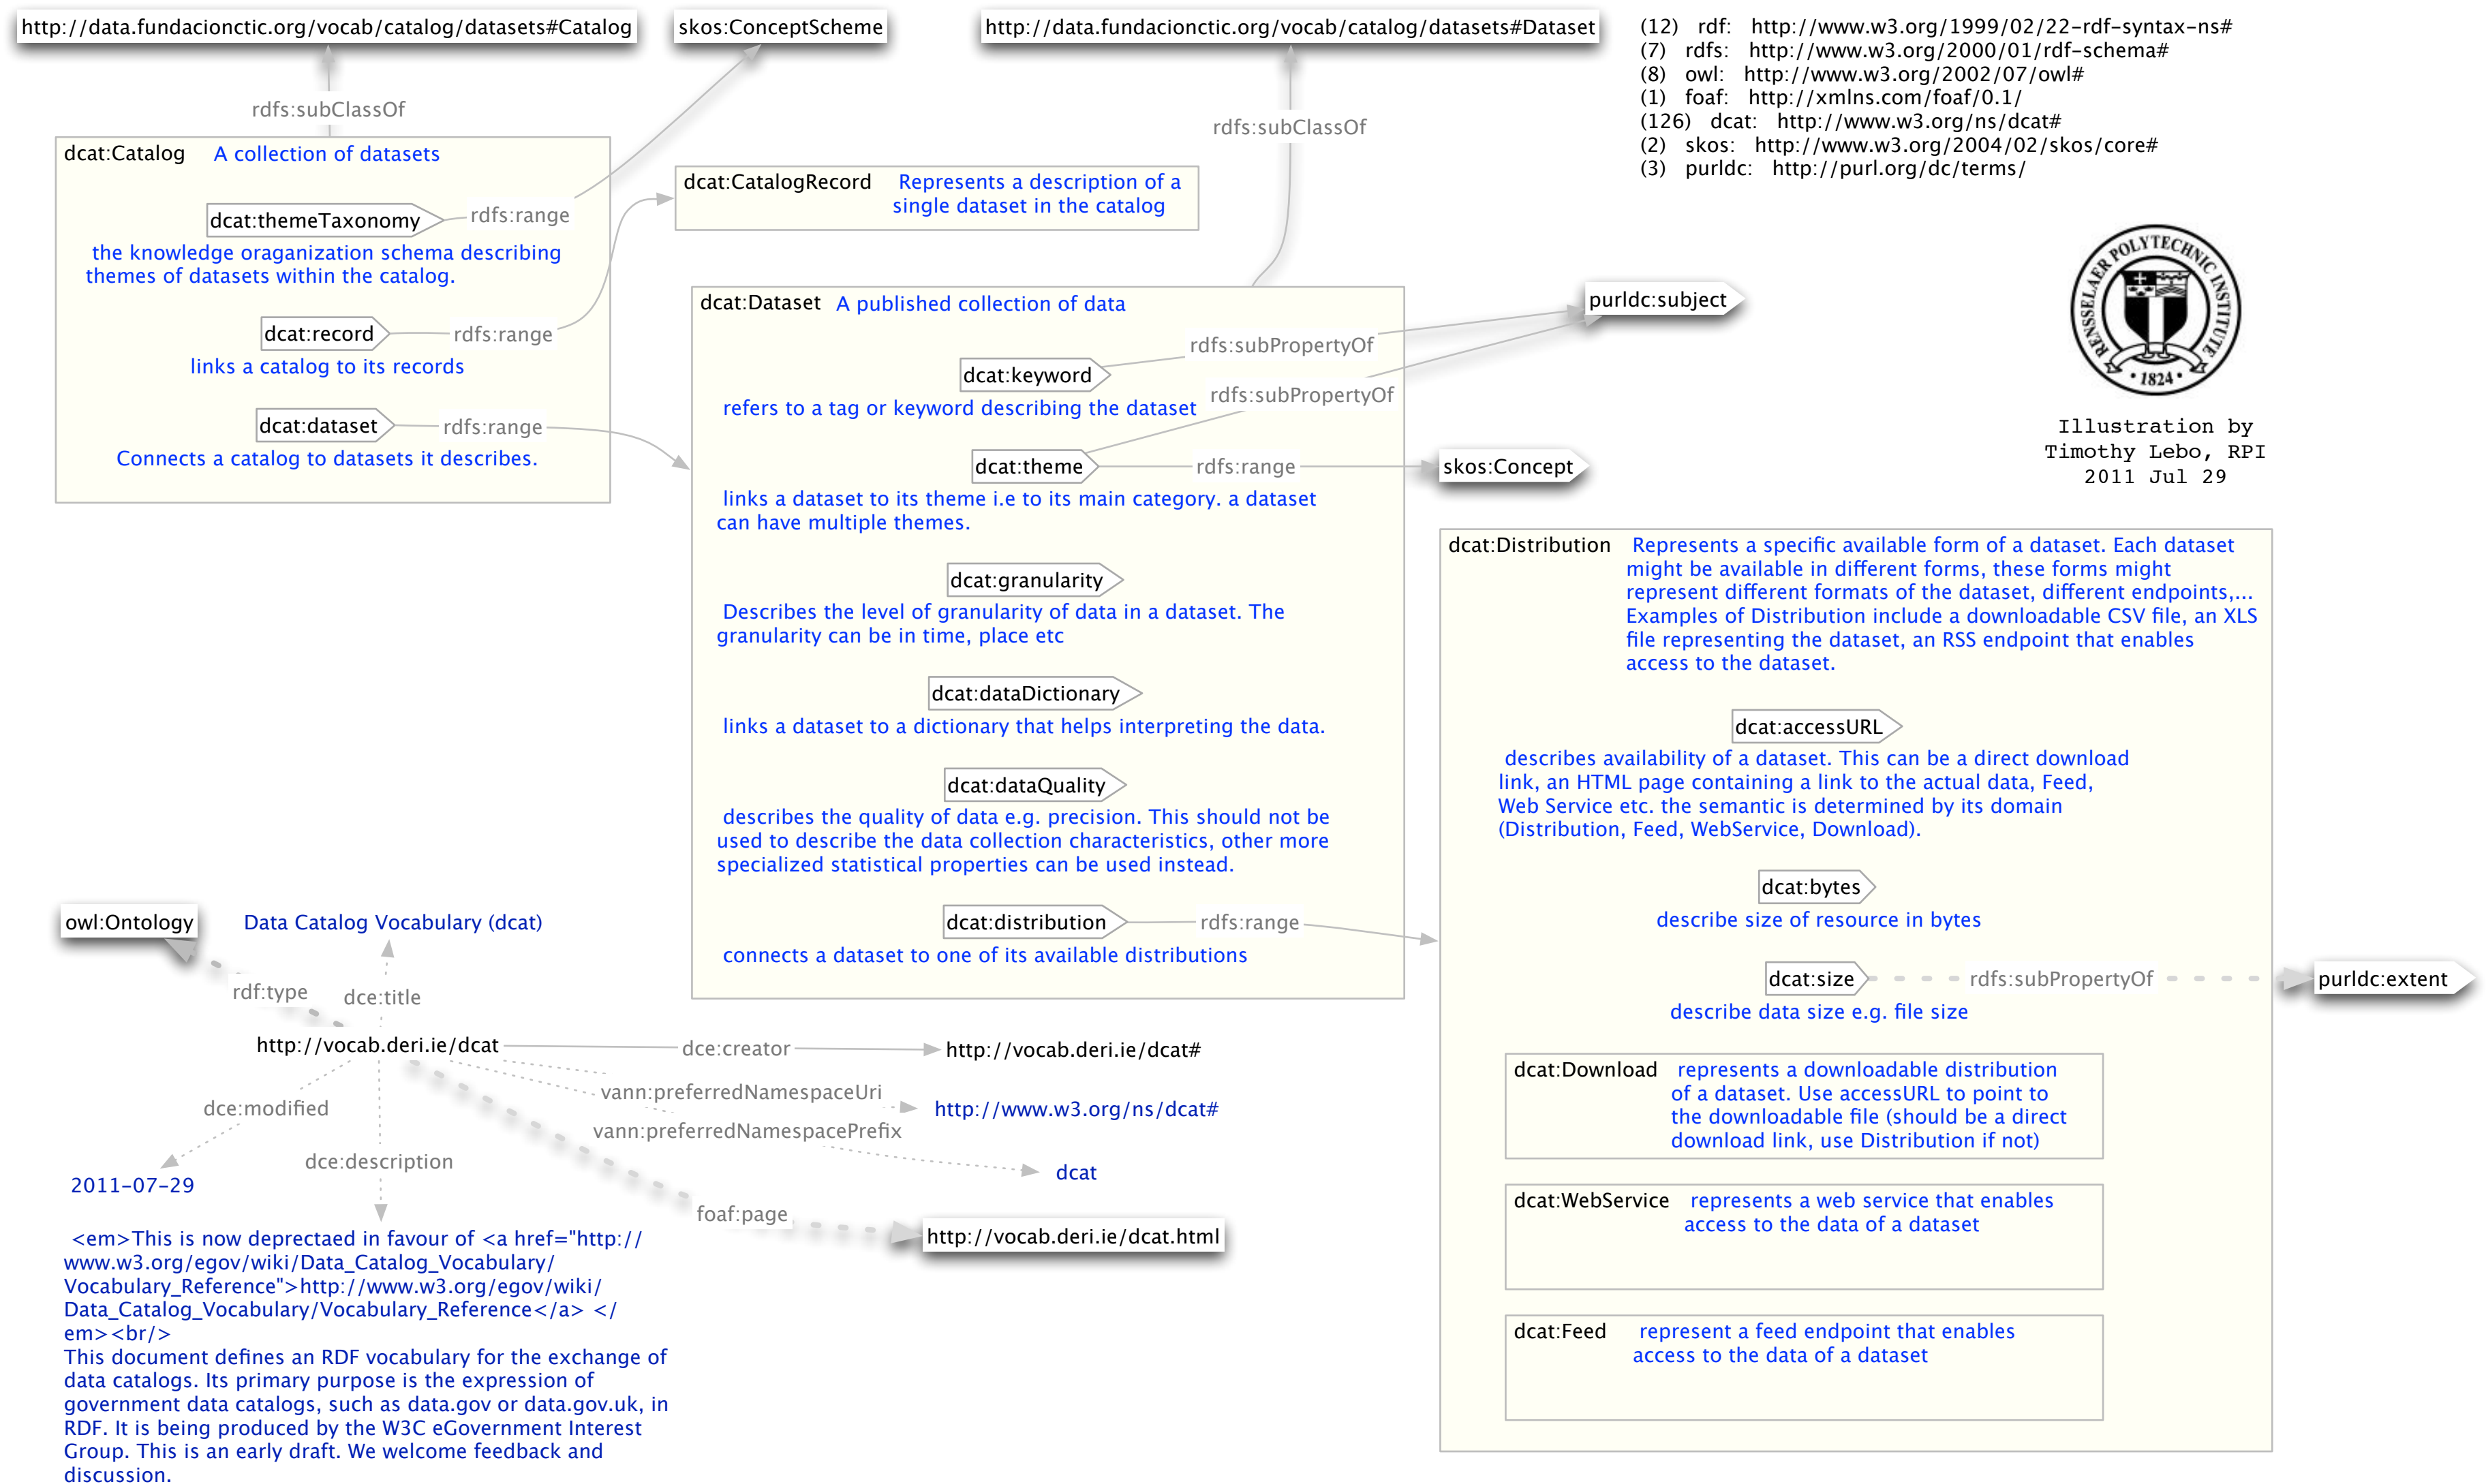 http://data.fundacionctic.org/vocab/catalog/datasets#Catalog
skos:ConceptScheme
http://data.fundacionctic.org/vocab/catalog/datasets#Dataset
(12) rdf: http://www.w3.org/1999/02/22-rdf-syntax-ns#
(7) rdfs: http://www.w3.org/2000/01/rdf-schema#
(8) owl: http://www.w3.org/2002/07/owl#
(1) foaf: http://xmlns.com/foaf/0.1/
(126) dcat: http://www.w3.org/ns/dcat#
(2) skos: http://www.w3.org/2004/02/skos/core#
(3) purldc: http://purl.org/dc/terms/
rdfs:subClassOf
rdfs:subClassOf
dcat:Catalog A collection of datasets
dcat:themeTaxonomy
rdfs:range
the knowledge oraganization schema describing
themes of datasets within the catalog.
dcat:record
rdfs:range
links a catalog to its records
dcat:dataset
rdfs:range
Connects a catalog to datasets it describes.
dcat:CatalogRecord Represents a description of a
single dataset in the catalog
dcat:Dataset A published collection of data
purldc:subject
rdfs:subPropertyOf
dcat:keyword
rdfs:subPropertyOf
refers to a tag or keyword describing the dataset
dcat:theme
rdfs:range
skos:Concept
links a dataset to its theme i.e to its main category. a dataset
can have multiple themes.
dcat:granularity
Describes the level of granularity of data in a dataset. The
granularity can be in time, place etc
dcat:dataDictionary
links a dataset to a dictionary that helps interpreting the data.
dcat:dataQuality
describes the quality of data e.g. precision. This should not be
used to describe the data collection characteristics, other more
specialized statistical properties can be used instead.
dcat:distribution
rdfs:range
connects a dataset to one of its available distributions
RENSSELAER POLYTECHNIC INSTITUTE
• 1824 •
Illustration by
Timothy Lebo, RPI
2011 Jul 29
dcat:Distribution Represents a specific available form of a dataset. Each dataset
might be available in different forms, these forms might
represent different formats of the dataset, different endpoints,...
Examples of Distribution include a downloadable CSV file, an XLS
file representing the dataset, an RSS endpoint that enables
access to the dataset.
dcat:accessURL
describes availability of a dataset. This can be a direct download
link, an HTML page containing a link to the actual data, Feed,
Web Service etc. the semantic is determined by its domain
(Distribution, Feed, WebService, Download).
dcat:bytes
describe size of resource in bytes
dcat:size
rdfs:subPropertyOf
purldc:extent
describe data size e.g. file size
dcat:Download represents a downloadable distribution
of a dataset. Use accessURL to point to
the downloadable file (should be a direct
download link, use Distribution if not)
dcat:WebService represents a web service that enables
access to the data of a dataset
dcat:Feed represent a feed endpoint that enables
access to the data of a dataset
owl:Ontology
Data Catalog Vocabulary (dcat)
rdf:type
dce:title
http://vocab.deri.ie/dcat
dce:creator
http://vocab.deri.ie/dcat#
vann:preferredNamespaceUri
http://www.w3.org/ns/dcat#
dce:modified
vann:preferredNamespacePrefix
dcat
dce:description
2011-07-29
foaf:page
http://vocab.deri.ie/dcat.html
<em>This is now deprectaed in favour of <a href="http://
www.w3.org/egov/wiki/Data_Catalog_Vocabulary/
Vocabulary_Reference">http://www.w3.org/egov/wiki/
Data_Catalog_Vocabulary/Vocabulary_Reference</a> </
em><br/>
This document defines an RDF vocabulary for the exchange of
data catalogs. Its primary purpose is the expression of
government data catalogs, such as data.gov or data.gov.uk, in
RDF. It is being produced by the W3C eGovernment Interest
Group. This is an early draft. We welcome feedback and
discussion.